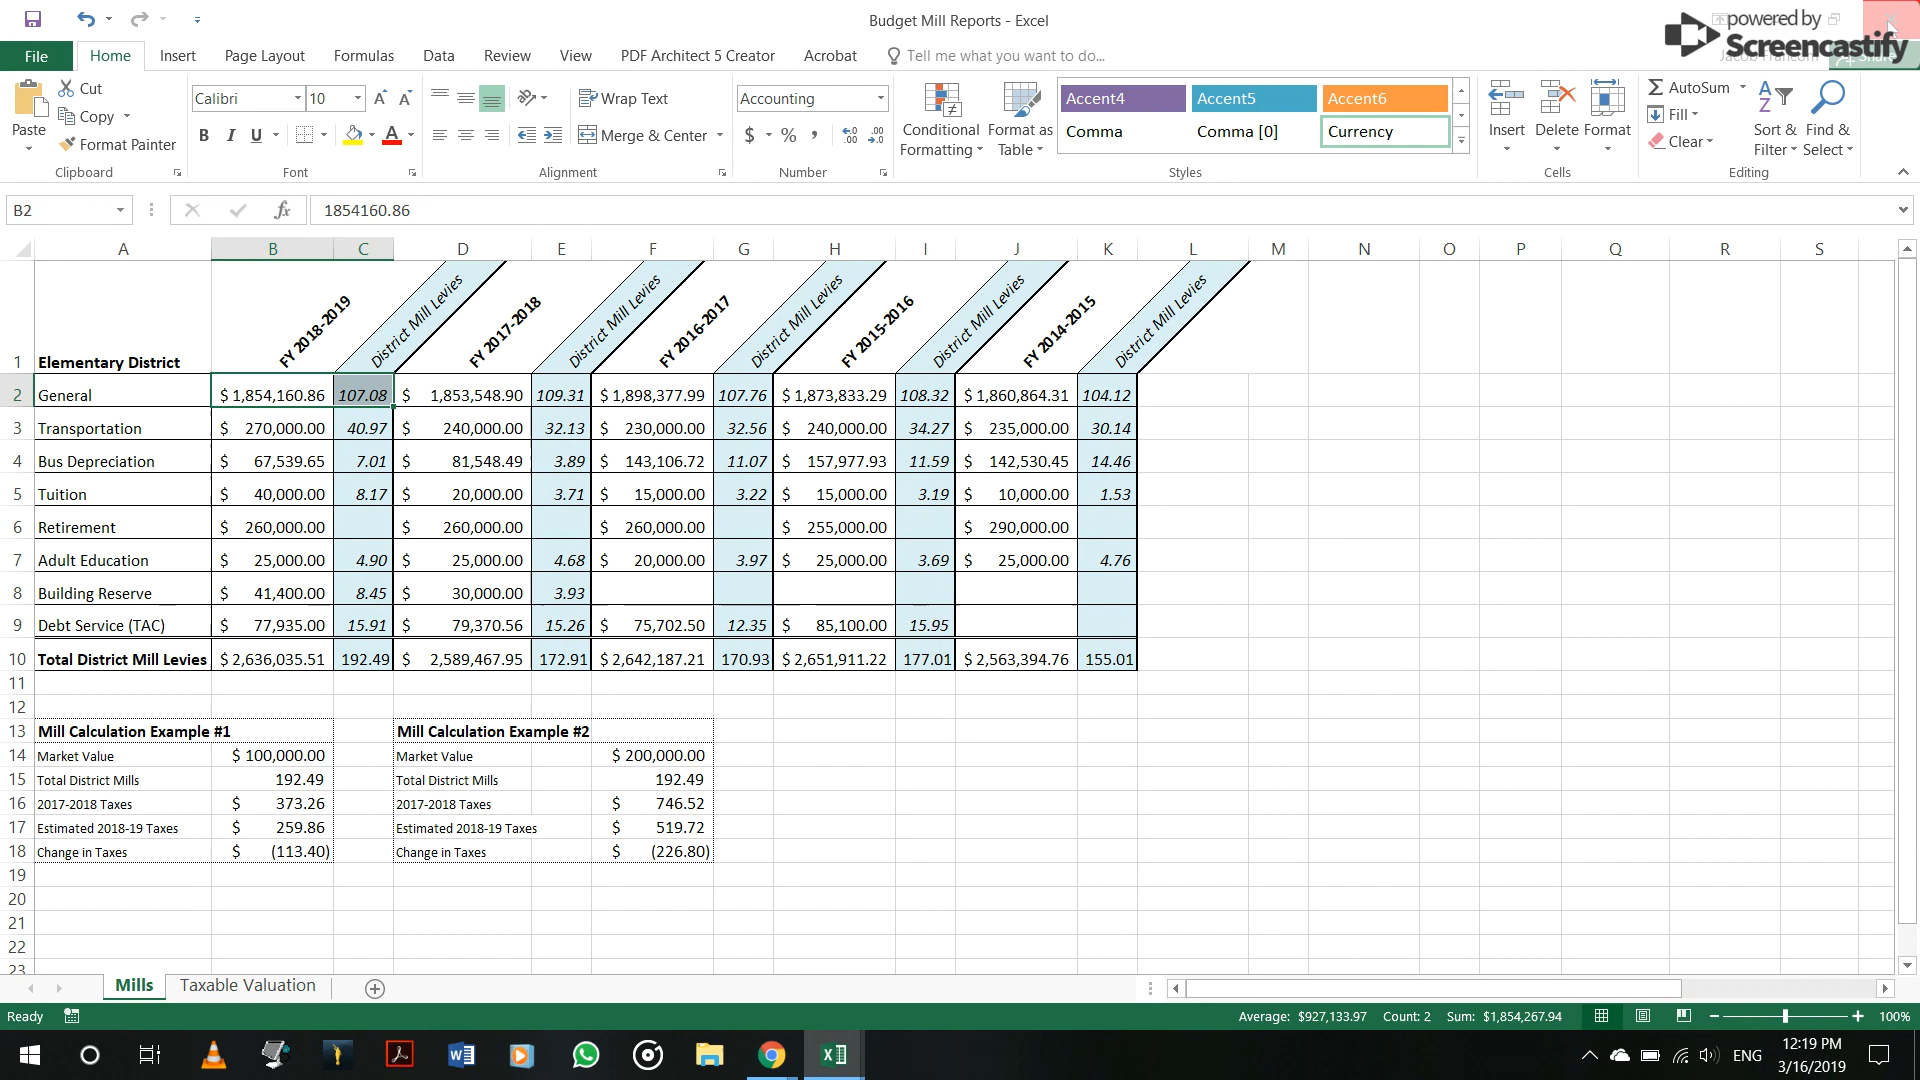 Budget Mill Reports - Excel
powered by
Screencastify
File Home Insert Page Layout Formulas Data Review View PDF Architect 5 Creator Acrobat Tell me what you want to do...
Cut
Copy
Format Painter
Paste
Calibri 10
B I U
Wrap Text
Merge & Center
Accounting
$ % ,
Conditional Formatting
Format as Table
Accent4 Accent5 Accent6
Comma Comma [0] Currency
Insert Delete Format
AutoSum
Fill
Clear
Sort & Filter
Find & Select
Clipboard Font Alignment Number Styles Cells Editing
B2 fx 1854160.86
A B C D E F G H I J K L M N O P Q R S
1 Elementary District FY 2018-2019 District Mill Levies FY 2017-2018 District Mill Levies FY 2016-2017 District Mill Levies FY 2015-2016 District Mill Levies FY 2014-2015 District Mill Levies
2 General $ 1,854,160.86 107.08 $ 1,853,548.90 109.31 $ 1,898,377.99 107.76 $ 1,873,833.29 108.32 $ 1,860,864.31 104.12
3 Transportation $ 270,000.00 40.97 $ 240,000.00 32.13 $ 230,000.00 32.56 $ 240,000.00 34.27 $ 235,000.00 30.14
4 Bus Depreciation $ 67,539.65 7.01 $ 81,548.49 3.89 $ 143,106.72 11.07 $ 157,977.93 11.59 $ 142,530.45 14.46
5 Tuition $ 40,000.00 8.17 $ 20,000.00 3.71 $ 15,000.00 3.22 $ 15,000.00 3.19 $ 10,000.00 1.53
6 Retirement $ 260,000.00 $ 260,000.00 $ 260,000.00 $ 255,000.00 $ 290,000.00
7 Adult Education $ 25,000.00 4.90 $ 25,000.00 4.68 $ 20,000.00 3.97 $ 25,000.00 3.69 $ 25,000.00 4.76
8 Building Reserve $ 41,400.00 8.45 $ 30,000.00 3.93
9 Debt Service (TAC) $ 77,935.00 15.91 $ 79,370.56 15.26 $ 75,702.50 12.35 $ 85,100.00 15.95
10 Total District Mill Levies $ 2,636,035.51 192.49 $ 2,589,467.95 172.91 $ 2,642,187.21 170.93 $ 2,651,911.22 177.01 $ 2,563,394.76 155.01
11
12
13 Mill Calculation Example #1 Mill Calculation Example #2
14 Market Value $ 100,000.00 Market Value $ 200,000.00
15 Total District Mills 192.49 Total District Mills 192.49
16 2017-2018 Taxes $ 373.26 2017-2018 Taxes $ 746.52
17 Estimated 2018-19 Taxes $ 259.86 Estimated 2018-19 Taxes $ 519.72
18 Change in Taxes $ (113.40) Change in Taxes $ (226.80)
19
20
21
22
23
Mills Taxable Valuation
Ready Average: $927,133.97 Count: 2 Sum: $1,854,267.94 100%
ENG 12:19 PM
3/16/2019